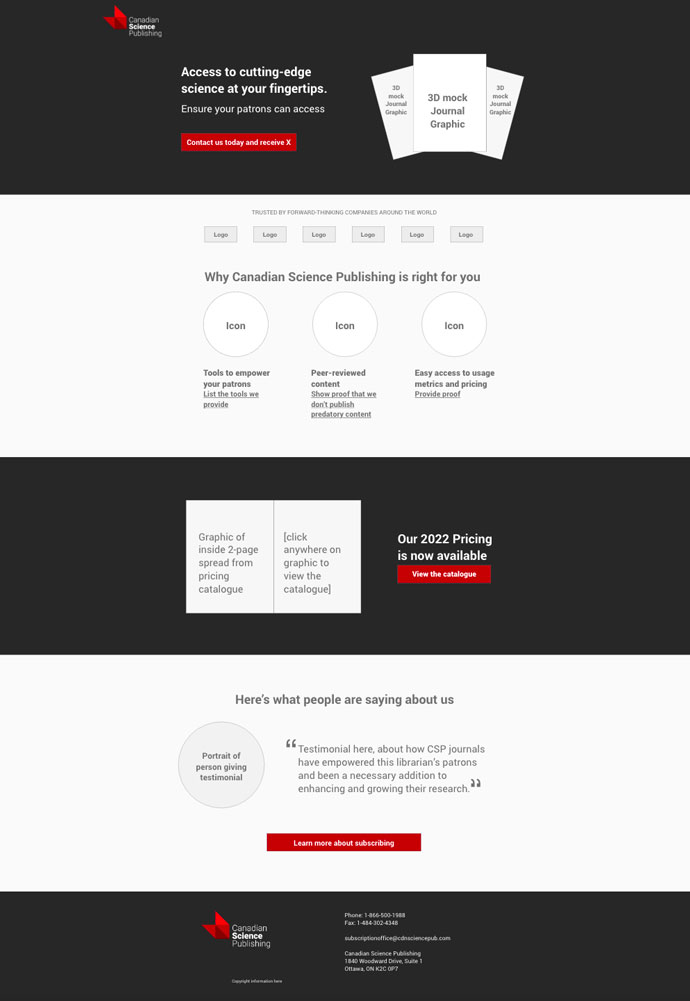 Canadian
Science
Publishing
Access to cutting-edge
science at your fingertips.
Ensure your patrons can access
Contact us today and receive X
3D
mock
Journal
Graphic
3D mock
Journal
Graphic
3D
mock
Journal
Graphic
TRUSTED BY FORWARD-THINKING COMPANIES AROUND THE WORLD
Logo
Logo
Logo
Logo
Logo
Logo
Why Canadian Science Publishing is right for you
Icon
Icon
Icon
Tools to empower
your patrons
List the tools we
provide
Peer-reviewed
content
Show proof that we
don't publish
predatory content
Easy access to usage
metrics and pricing
Provide proof
Graphic of
inside 2-page
spread from
pricing
catalogue
[click
anywhere on
graphic to
view the
catalogue]
Our 2022 Pricing
is now available
View the catalogue
Here's what people are saying about us
Portrait of
person giving
testimonial
“ Testimonial here, about how CSP journals
have empowered this librarian's patrons
and been a necessary addition to
enhancing and growing their research. ”
Learn more about subscribing
Canadian
Science
Publishing
Copyright information here
Phone: 1-866-500-1988
Fax: 1-484-302-4348
subscriptionoffice@cdnsciencepub.com
Canadian Science Publishing
1840 Woodward Drive, Suite 1
Ottawa, ON K2C 0P7